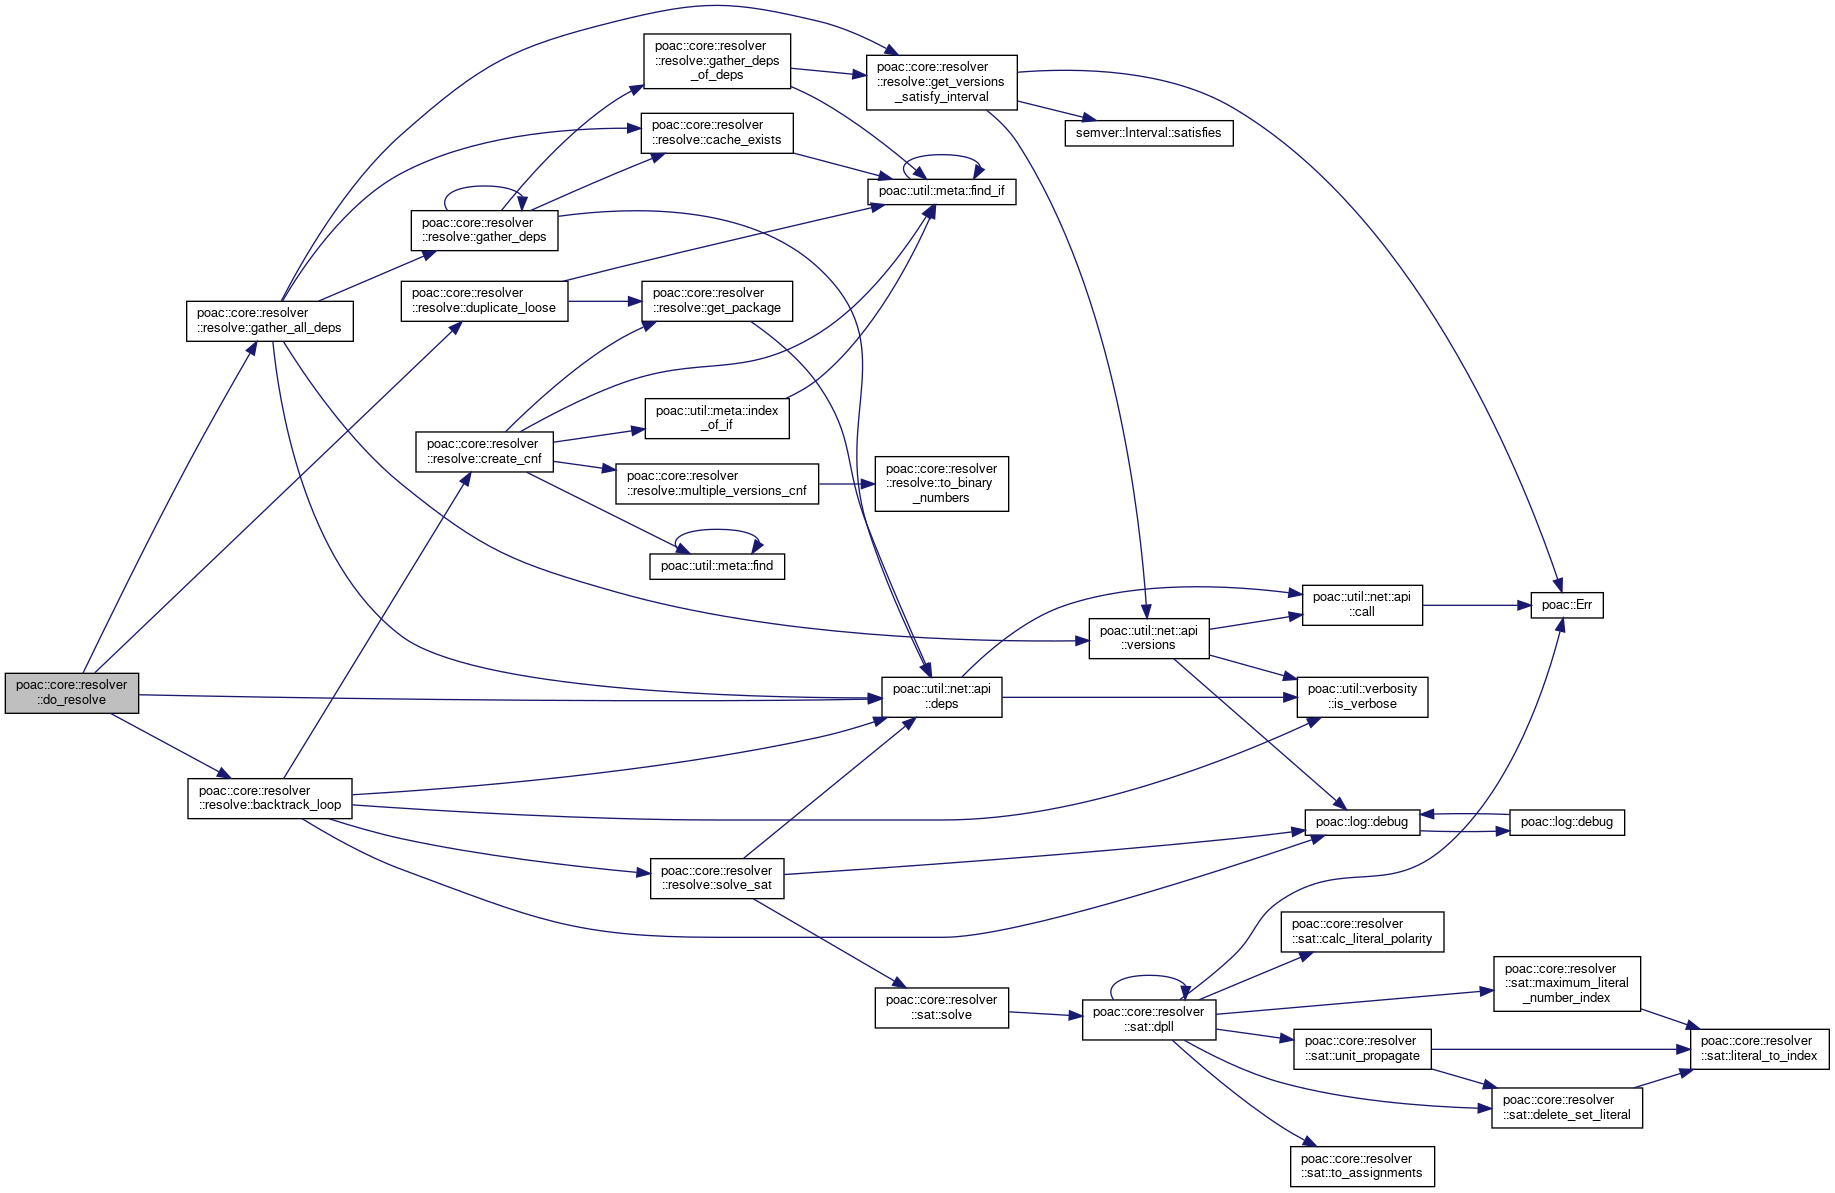 poac::core::resolver
::resolve::gather_deps
_of_deps
poac::core::resolver
::resolve::get_versions
_satisfy_interval
poac::core::resolver
::resolve::cache_exists
semver::Interval::satisfies
poac::util::meta::find_if
poac::core::resolver
::resolve::gather_deps
poac::core::resolver
::resolve::duplicate_loose
poac::core::resolver
::resolve::get_package
poac::core::resolver
::resolve::gather_all_deps
poac::util::meta::index
_of_if
poac::core::resolver
::resolve::create_cnf
poac::core::resolver
::resolve::multiple_versions_cnf
poac::core::resolver
::resolve::to_binary
_numbers
poac::util::meta::find
poac::util::net::api
::call
poac::Err
poac::util::net::api
::versions
poac::core::resolver
::do_resolve
poac::util::net::api
::deps
poac::util::verbosity
::is_verbose
poac::core::resolver
::resolve::backtrack_loop
poac::log::debug
poac::log::debug
poac::core::resolver
::resolve::solve_sat
poac::core::resolver
::sat::calc_literal_polarity
poac::core::resolver
::sat::maximum_literal
_number_index
poac::core::resolver
::sat::solve
poac::core::resolver
::sat::dpll
poac::core::resolver
::sat::unit_propagate
poac::core::resolver
::sat::literal_to_index
poac::core::resolver
::sat::delete_set_literal
poac::core::resolver
::sat::to_assignments